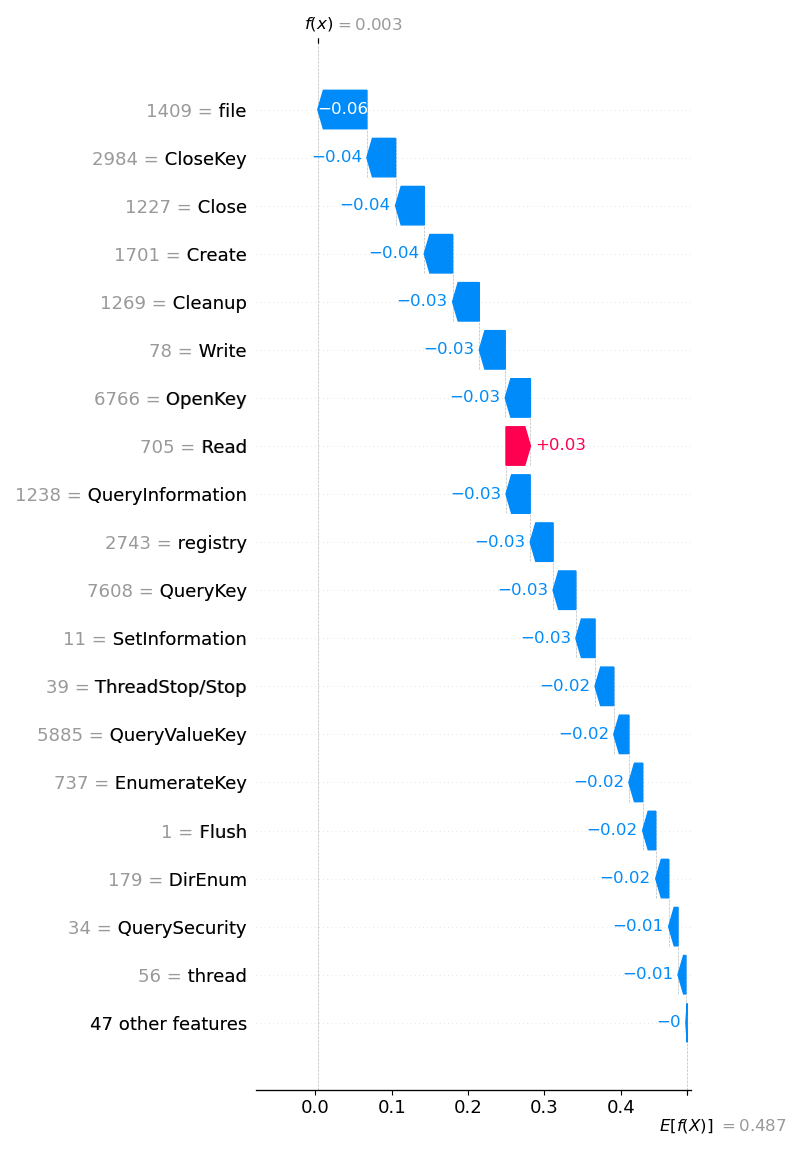 f(x) = 0.003
1409 = file
−0.06
2984 = CloseKey
−0.04
1227 = Close
−0.04
1701 = Create
−0.04
1269 = Cleanup
−0.03
78 = Write
−0.03
6766 = OpenKey
−0.03
705 = Read
+0.03
1238 = QueryInformation
−0.03
2743 = registry
−0.03
7608 = QueryKey
−0.03
11 = SetInformation
−0.03
39 = ThreadStop/Stop
−0.02
5885 = QueryValueKey
−0.02
737 = EnumerateKey
−0.02
1 = Flush
−0.02
179 = DirEnum
−0.02
34 = QuerySecurity
−0.01
56 = thread
−0.01
47 other features
−0
0.0 0.1 0.2 0.3 0.4
E[f(X)] = 0.487